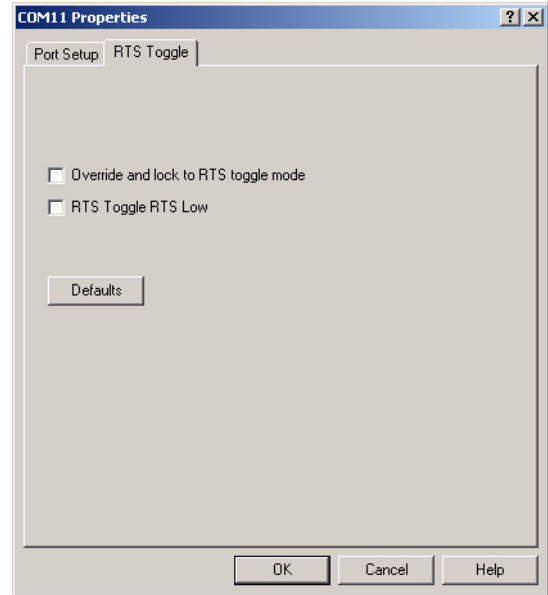 COM11 Properties
Port Setup RTS Toggle
Override and lock to RTS toggle mode
RTS Toggle RTS Low
Defaults
OK Cancel Help